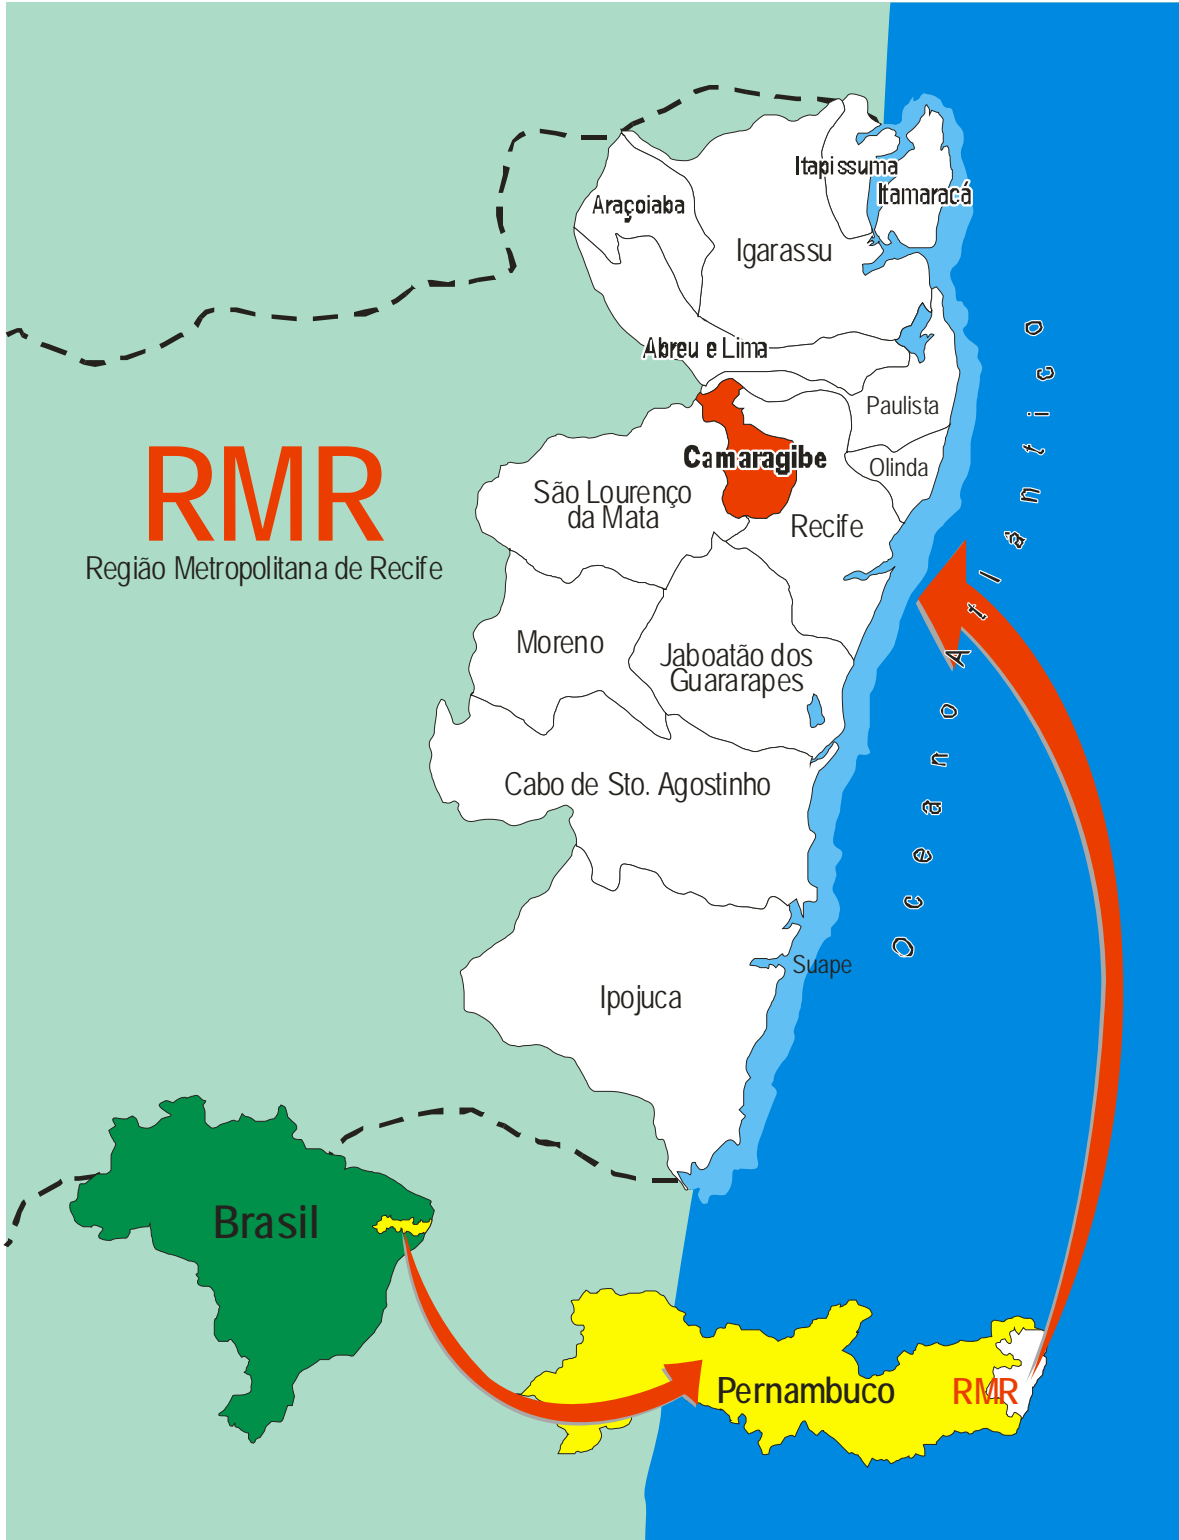 Itapissuma
Itamaracá
Araçoiaba
Igarassu
Abreu e Lima
Paulista
Camaragibe
Olinda
São Lourenço
da Mata
Recife
RMR
Região Metropolitana de Recife
Moreno
Jaboatão dos
Guararapes
Cabo de Sto. Agostinho
Oceano Atlântico
Suape
Ipojuca
Brasil
Pernambuco
RMR